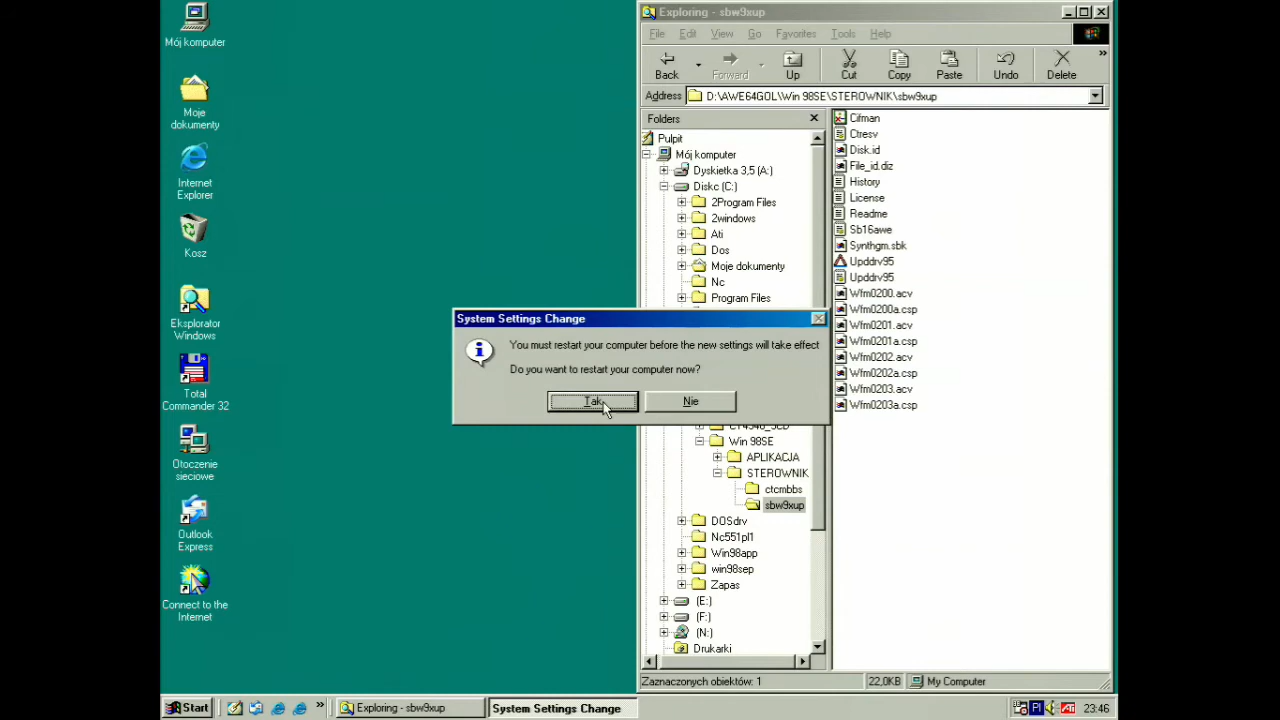 Mój komputer
Moje
dokumenty
Internet
Explorer
Kosz
Eksplorator
Windows
Total
Commander 32
Otoczenie
sieciowe
Outlook
Express
Connect to the
Internet
Exploring - sbw9xup
File Edit View Go Favorites Tools Help
Back Forward Up Cut Copy Paste Undo Delete
Address D:\AWE64GOL\Win 98SE\STEROWNIK\sbw9xup
Folders
Pulpit
Mój komputer
Dyskietka 3,5 (A:)
Diskc (C:)
2Program Files
2windows
Ati
Dos
Moje dokumenty
Nc
Program Files
Win 98SE
APLIKACJA
STEROWNIK
ctcmbbs
sbw9xup
DOSdrv
Nc551pl1
Win98app
win98sep
Zapas
(E:)
(F:)
(N:)
Drukarki
Cifman
Ctresv
Disk.id
File_id.diz
History
License
Readme
Sb16awe
Synthgm.sbk
Upddrv95
Upddrv95
Wfm0200.acv
Wfm0200a.csp
Wfm0201.acv
Wfm0201a.csp
Wfm0202.acv
Wfm0202a.csp
Wfm0203.acv
Wfm0203a.csp
System Settings Change
You must restart your computer before the new settings will take effect
Do you want to restart your computer now?
Tak Nie
Zaznaczonych obiektów: 1 22,0KB My Computer
Start Exploring - sbw9xup System Settings Change Pl 23:46